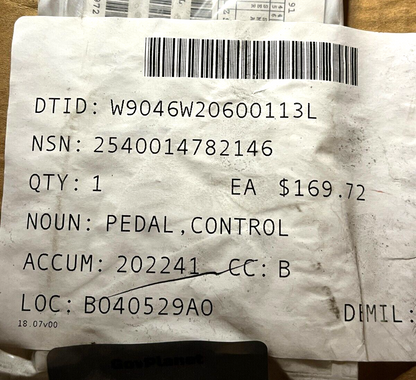 DTID: W9046W20600113L
NSN: 2540014782146
QTY: 1 EA $169.72
NOUN: PEDAL,CONTROL
ACCUM: 202241 CC: B
LOC: B040529A0 DEMIL:
18.07v00